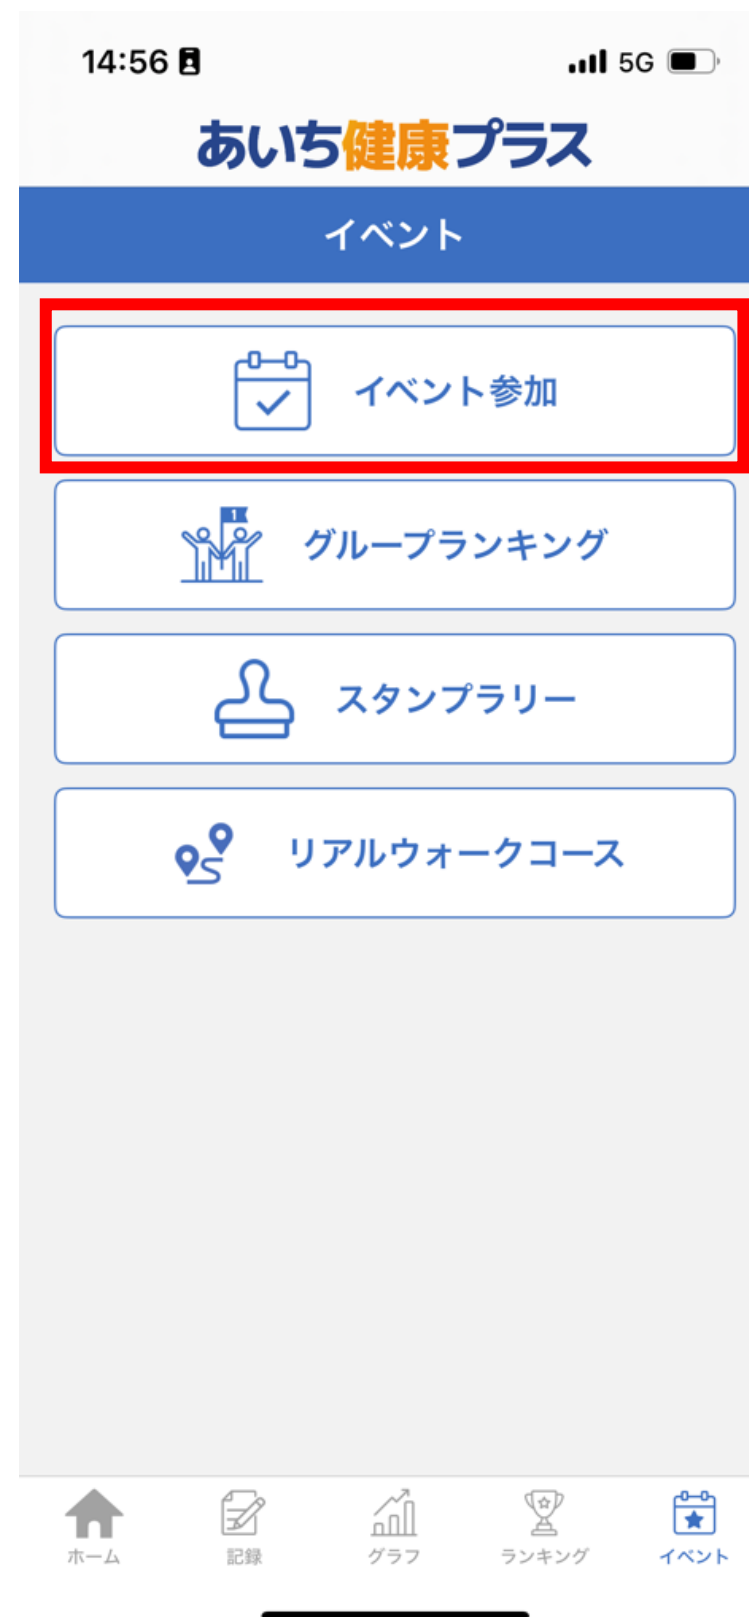 14:56 5G
あいち健康プラス
イベント
イベント参加
1
グループランキング
スタンプラリー
リアルウォークコース
ホーム 記録 グラフ ランキング イベント